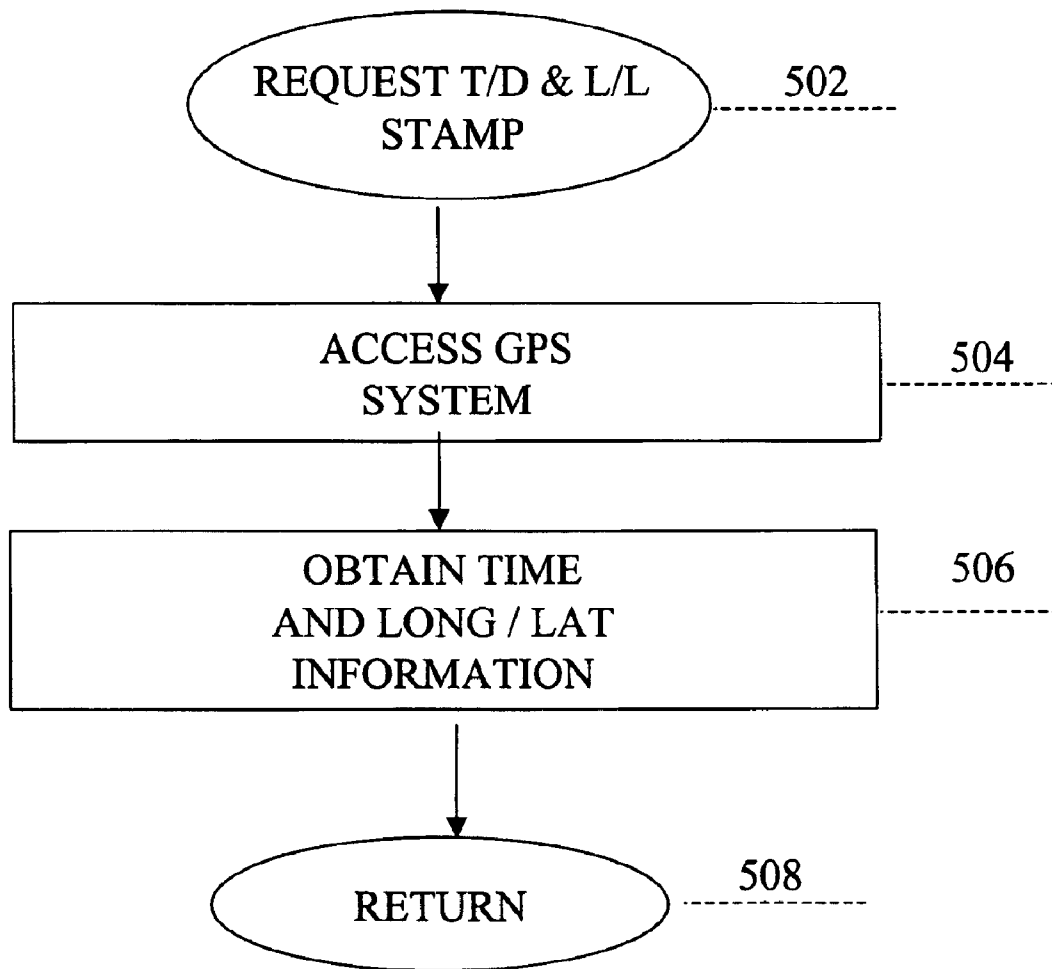 REQUEST T/D & L/L
STAMP
502
ACCESS GPS
SYSTEM
504
OBTAIN TIME
AND LONG / LAT
INFORMATION
506
RETURN
508